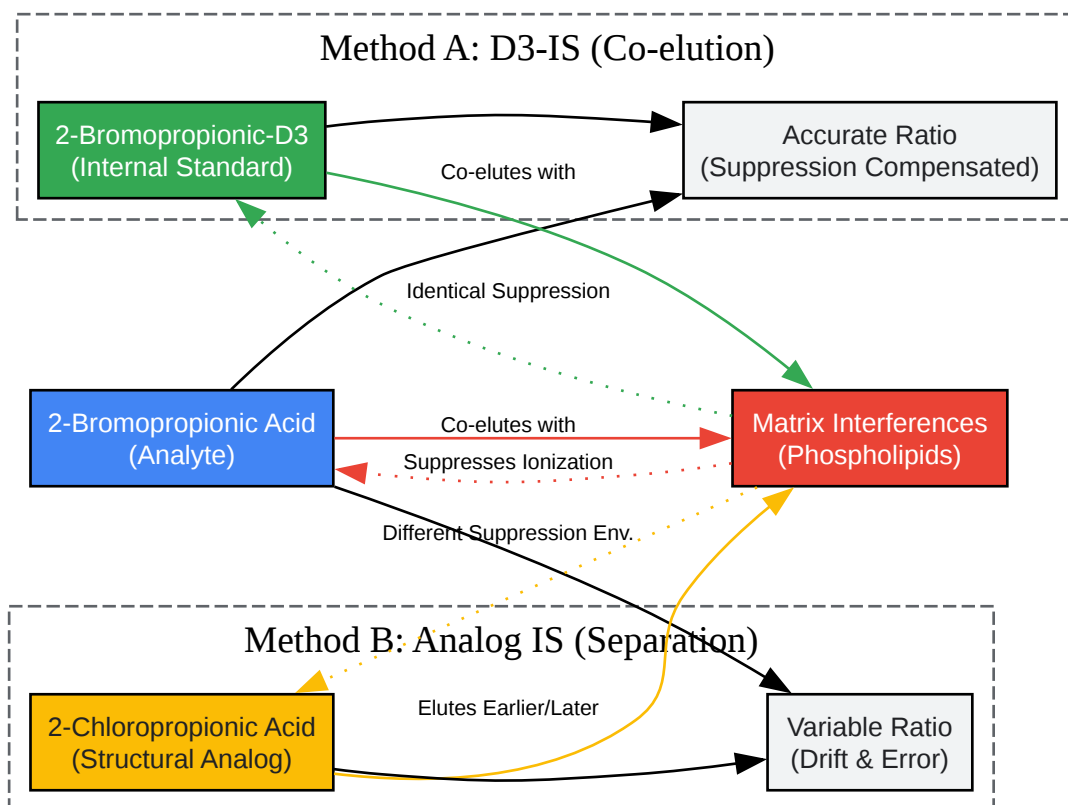 Method A: D3-IS (Co-elution)
2-Bromopropionic-D3
(Internal Standard)
Accurate Ratio
(Suppression Compensated)
Co-elutes with
Identical Suppression
2-Bromopropionic Acid
(Analyte)
Co-elutes with
Suppresses Ionization
Matrix Interferences
(Phospholipids)
Different Suppression Env.
Method B: Analog IS (Separation)
2-Chloropropionic Acid
(Structural Analog)
Elutes Earlier/Later
Variable Ratio
(Drift & Error)